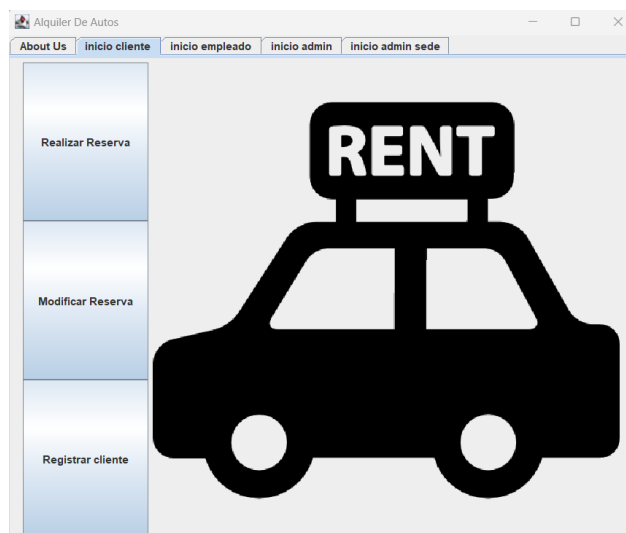 Alquiler De Autos
About Us inicio cliente inicio empleado inicio admin inicio admin sede
RENT
Realizar Reserva
Modificar Reserva
Registrar cliente